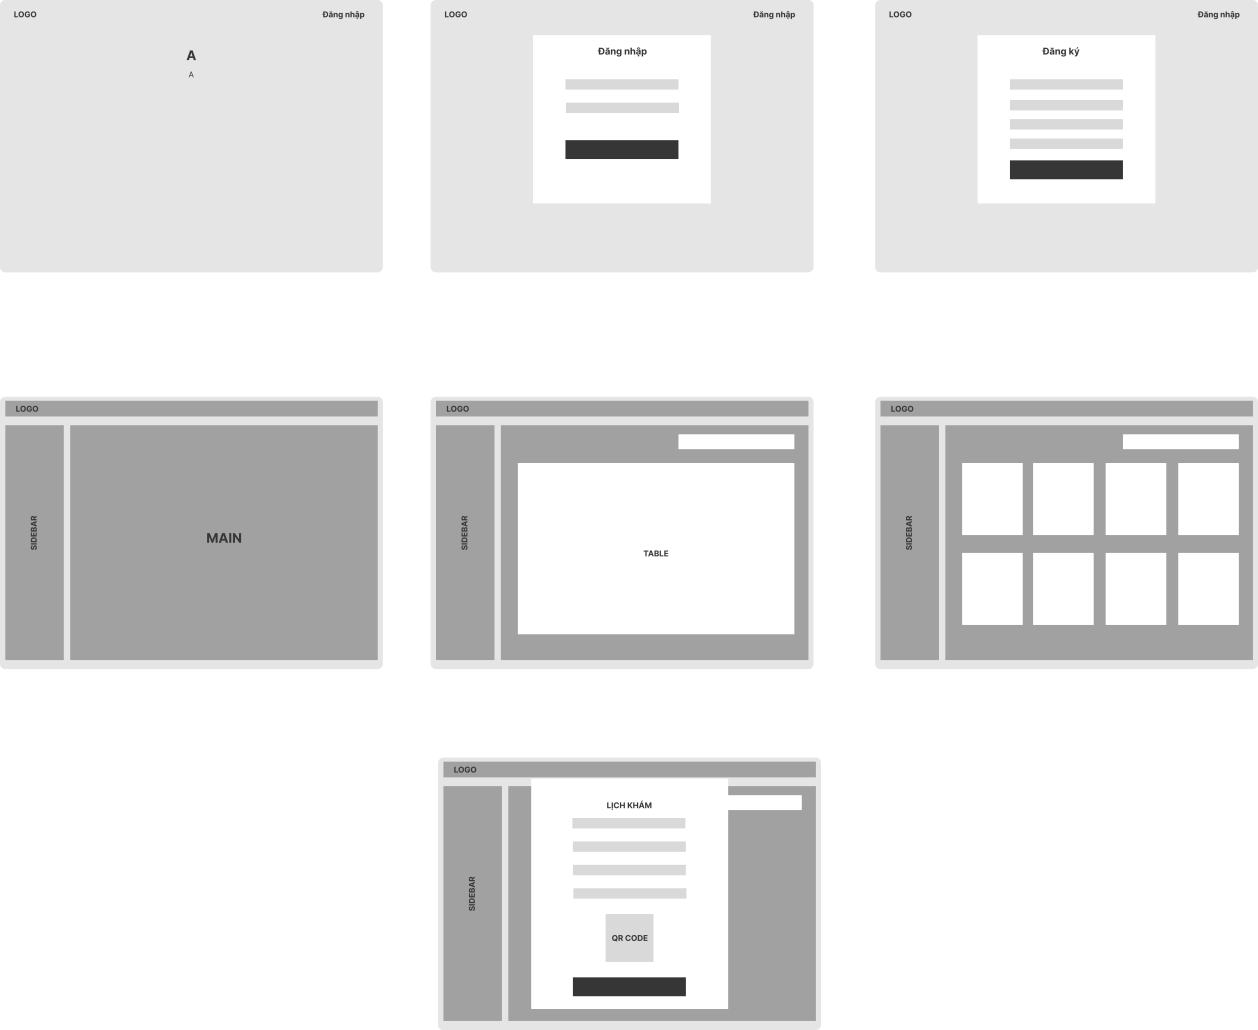 LOGO
Đăng nhập
A
A
LOGO
Đăng nhập
Đăng nhập
LOGO
Đăng nhập
Đăng ký
LOGO
SIDEBAR
MAIN
LOGO
SIDEBAR
TABLE
LOGO
SIDEBAR
LOGO
SIDEBAR
LỊCH KHÁM
QR CODE